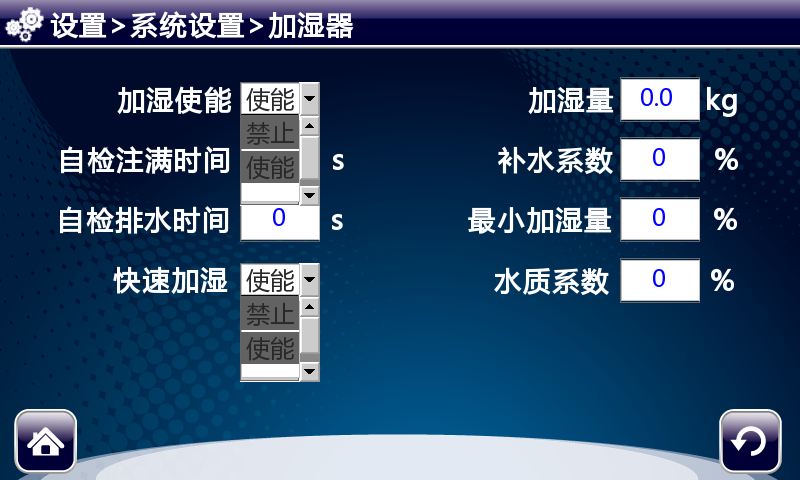 设置>系统设置>加湿器
加湿使能 使能 加湿量 0.0 kg
禁止
自检注满时间 使能 s 补水系数 0 %
自检排水时间 0 s 最小加湿量 0 %
快速加湿 使能 水质系数 0 %
禁止
使能